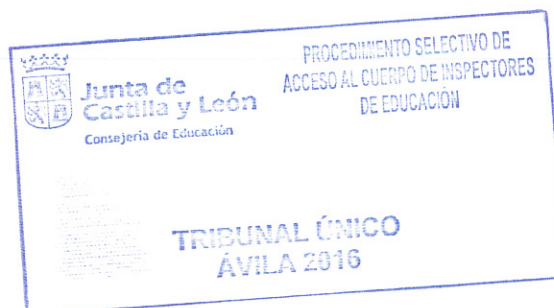 Junta de
Castilla y León
Consejería de Educación
PROCEDIMIENTO SELECTIVO DE
ACCESO AL CUERPO DE INSPECTORES
DE EDUCACIÓN
TRIBUNAL ÚNICO
ÁVILA 2016